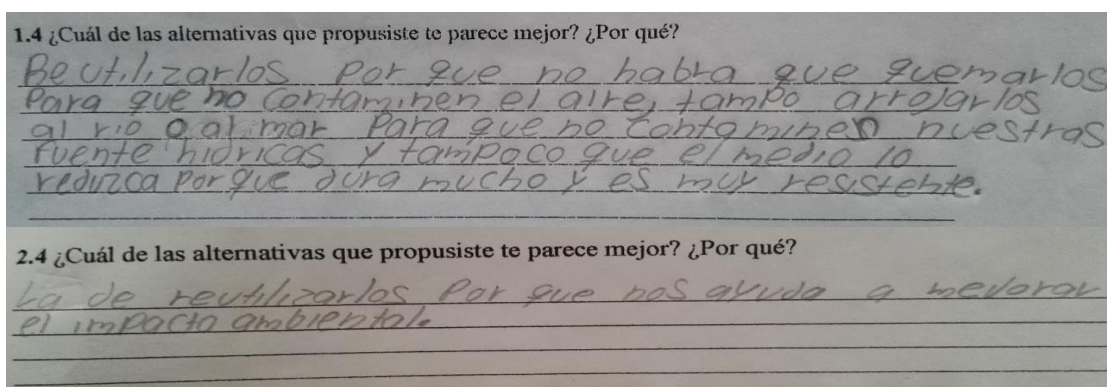 1.4 ¿Cuál de las alternativas que propusiste te parece mejor? ¿Por qué?
Beutilizarlos Por que no habra que quemarlos
Para que no contaminen el aire, tampo arrojarlos
al rio o al mar Para que no contaminen nuestras
fuente hidricas y tampoco que el medio lo
reduzca Por que dura mucho y es muy resistente.
2.4 ¿Cuál de las alternativas que propusiste te parece mejor? ¿Por qué?
La de reutilizarlos Por que nos ayuda a mejorar
el impacto ambiental.